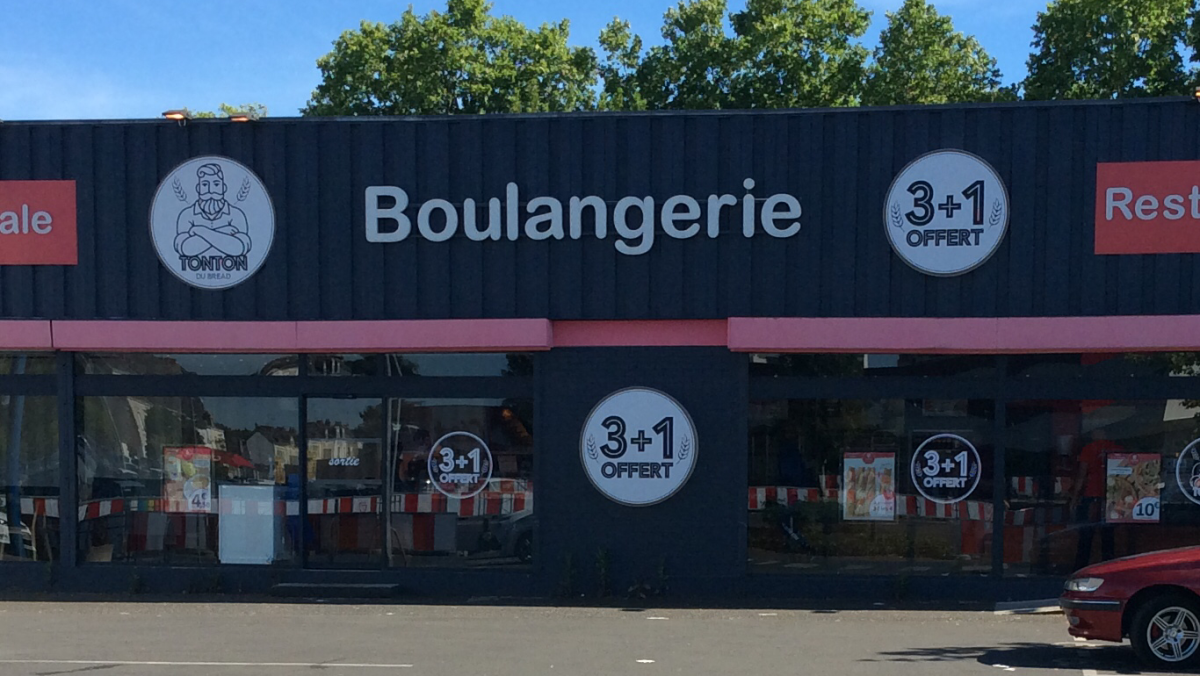 ale
TONTON
DU BREAD
Boulangerie
3+1
OFFERT
Rest
3+1
OFFERT
4€
sortie
3+1
OFFERT
3+1
OFFERT
10€